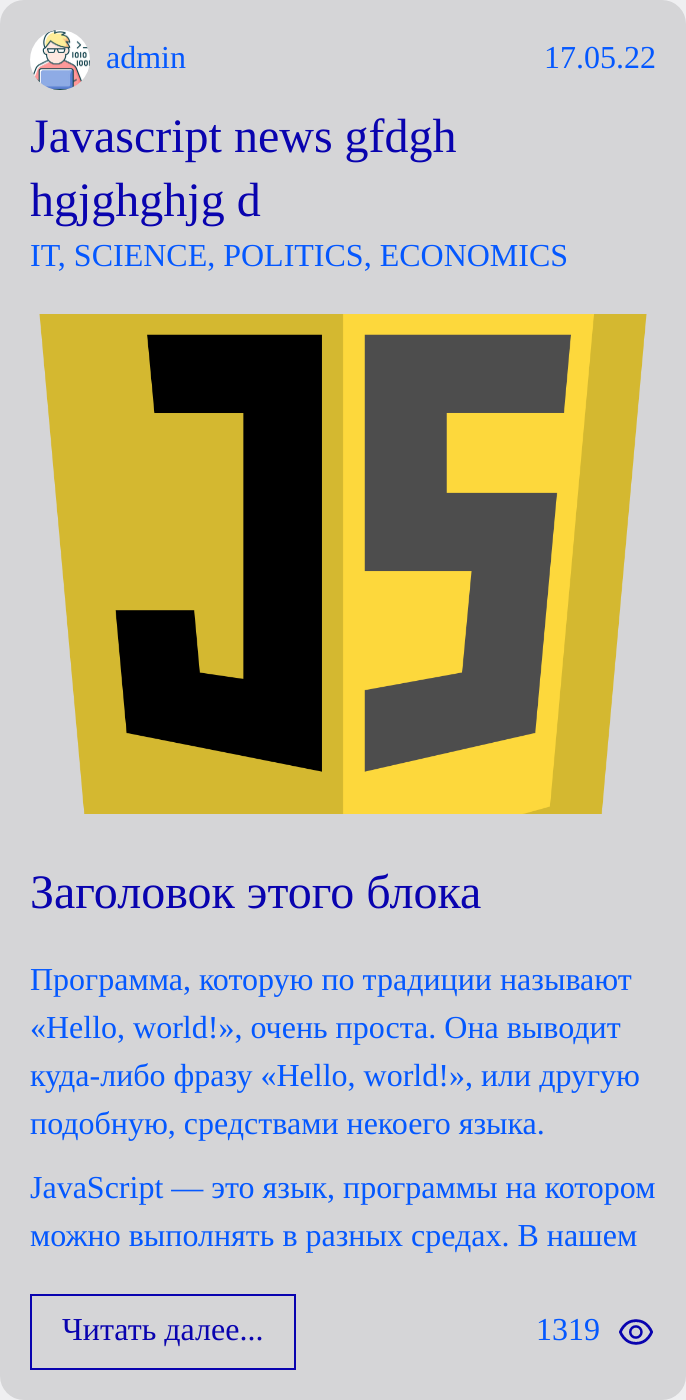 admin
17.05.22
Javascript news gfdgh
hgjghghjg d
IT, SCIENCE, POLITICS, ECONOMICS
JS
Заголовок этого блока
Программа, которую по традиции называют
«Hello, world!», очень проста. Она выводит
куда-либо фразу «Hello, world!», или другую
подобную, средствами некоего языка.
JavaScript — это язык, программы на котором
можно выполнять в разных средах. В нашем
Читать далее...
1319